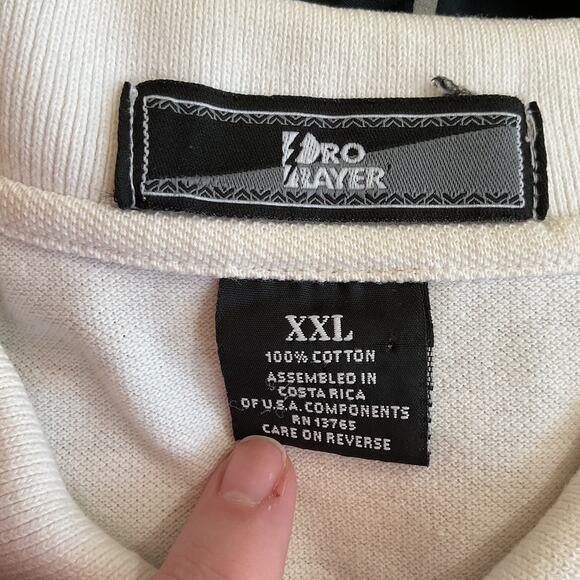 PRO
PLAYER
XXL
100% COTTON
ASSEMBLED IN
COSTA RICA
OF U.S.A. COMPONENTS
RN 13765
CARE ON REVERSE